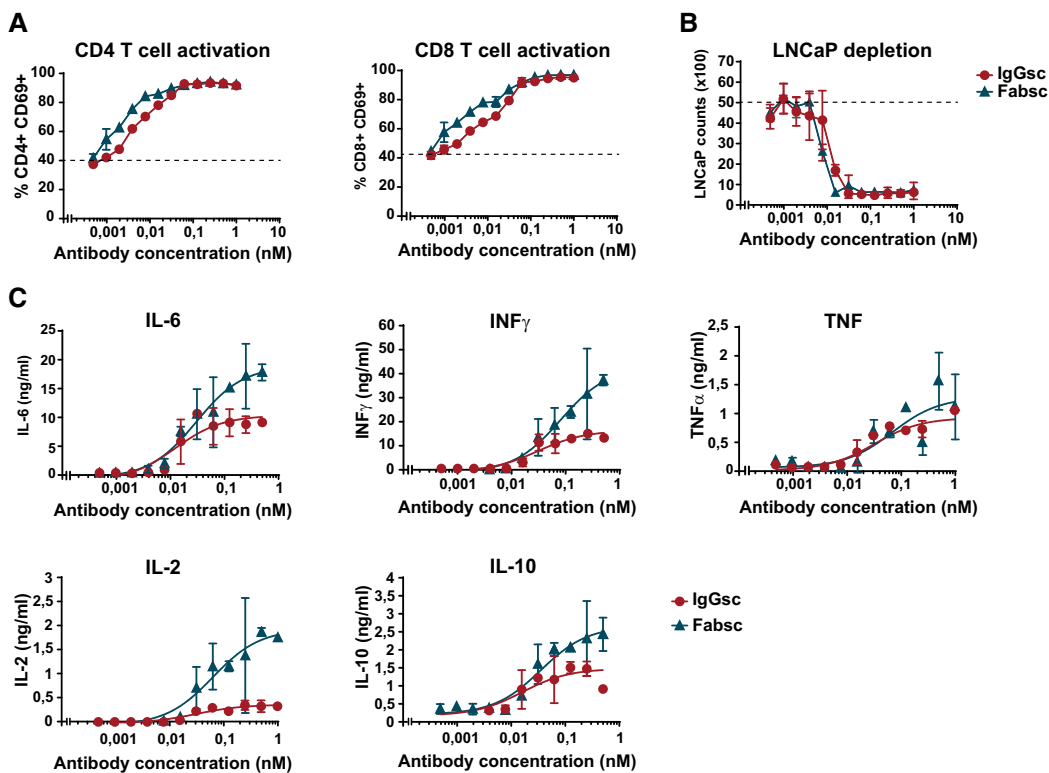 A
CD4 T cell activation
% CD4+ CD69+
100
80
60
40
20
0
0,001 0,01 0,1 1 10
Antibody concentration (nM)
CD8 T cell activation
% CD8+ CD69+
100
80
60
40
20
0
0,001 0,01 0,1 1 10
Antibody concentration (nM)
B
LNCaP depletion
LNCaP counts (x100)
70
60
50
40
30
20
10
0
0,001 0,01 0,1 1 10
Antibody concentration (nM)
IgGsc
Fabsc
C
IL-6
IL-6 (ng/ml)
25
20
15
10
5
0
0,001 0,01 0,1 1
Antibody concentration (nM)
INFγ
INFγ (ng/ml)
60
50
40
30
20
10
0
0,001 0,01 0,1 1
Antibody concentration (nM)
TNF
TNFα (ng/ml)
2,5
2
1,5
1
0,5
0
0,001 0,01 0,1 1
Antibody concentration (nM)
IL-2
IL-2 (ng/ml)
3
2,5
2
1,5
1
0,5
0
0,001 0,01 0,1 1
Antibody concentration (nM)
IL-10
IL-10 (ng/ml)
4
3,5
3
2,5
2
1,5
1
0,5
0
0,001 0,01 0,1 1
Antibody concentration (nM)
IgGsc
Fabsc